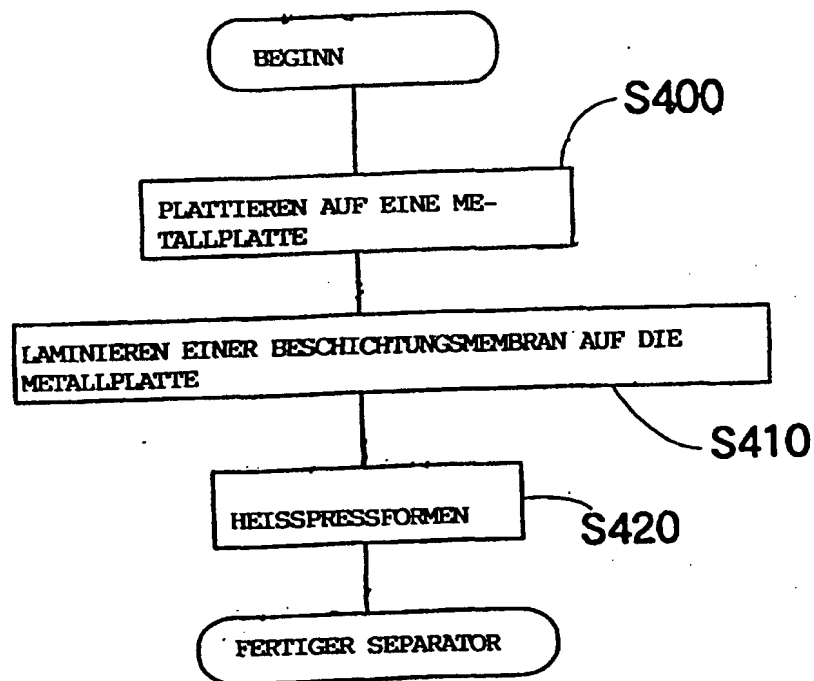 BEGINN
S400
PLATTIEREN AUF EINE ME-
TALLPLATTE
LAMINIEREN EINER BESCHICHTUNGSMEMBRAN AUF DIE
METALLPLATTE
S410
HEISSPRESSFORMEN
S420
FERTIGER SEPARATOR